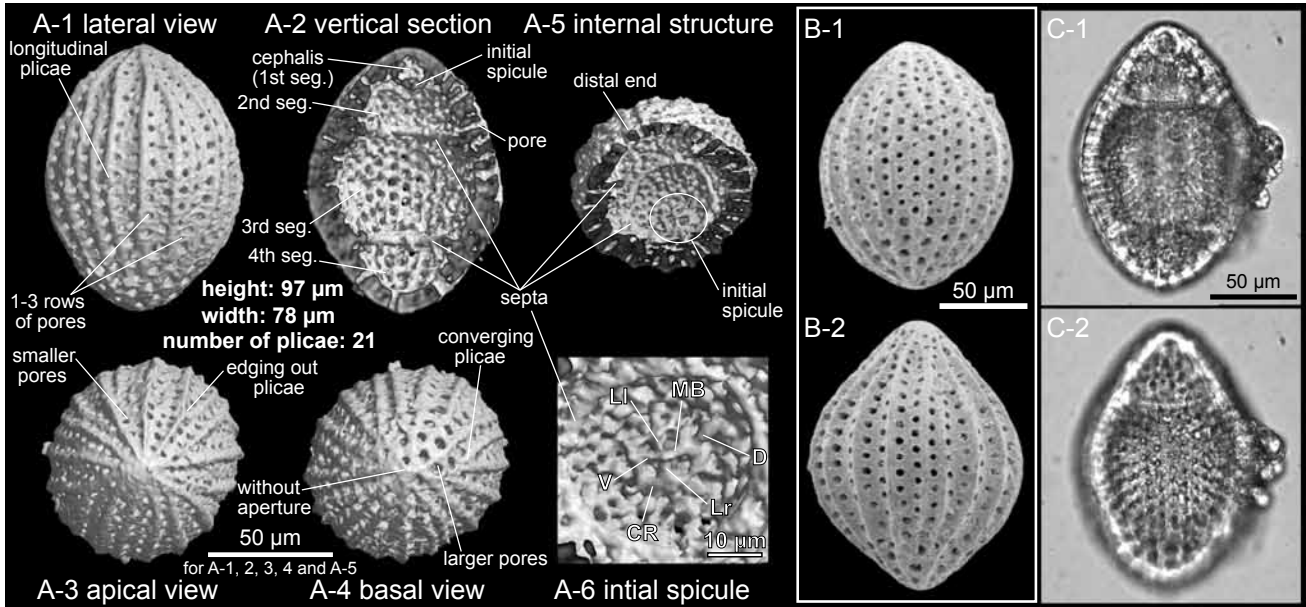 A-1 lateral view
A-2 vertical section
A-5 internal structure
longitudinal
plicae
cephalis
(1st seg.)
initial
spicule
2nd seg.
pore
distal end
3rd seg.
4th seg.
septa
initial
spicule
1-3 rows
of pores
height: 97 µm
width: 78 µm
number of plicae: 21
smaller
pores
edging out
plicae
converging
plicae
without
aperture
larger pores
50 µm
for A-1, 2, 3, 4 and A-5
A-3 apical view
A-4 basal view
LI
MB
D
V
Lr
CR
10 µm
A-6 intial spicule
B-1
50 µm
B-2
C-1
50 µm
C-2